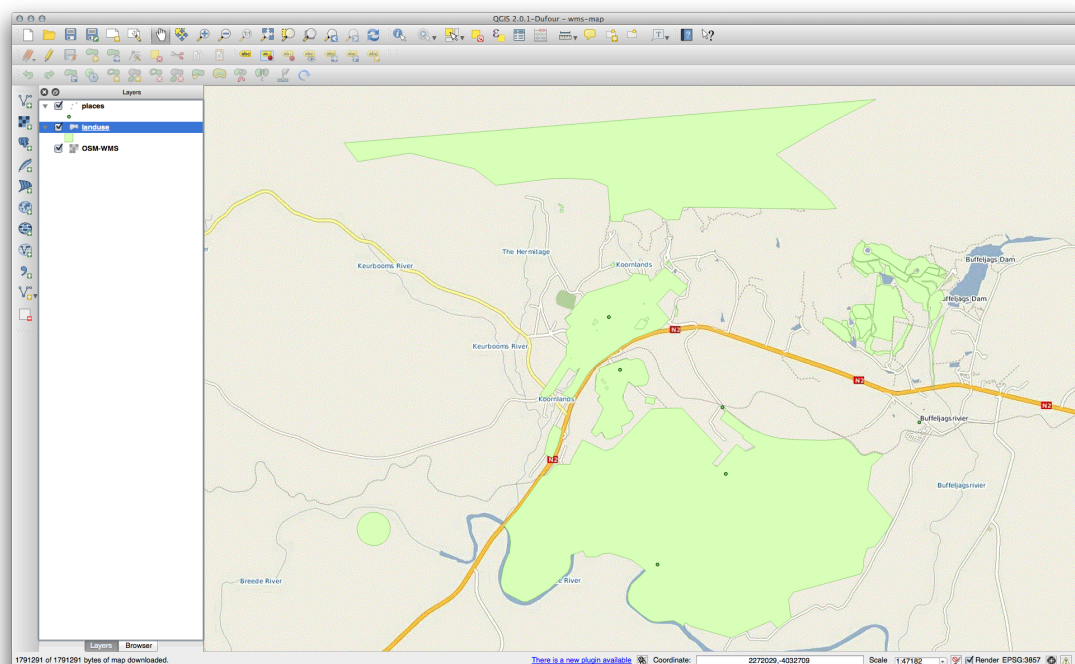 QGIS 2.0.1-Dufour - wms-map
Layers
places
landuse
OSM-WMS
The Hermitage
Koornlands
Keurbooms River
Buffeljags Dam
N2
Keurbooms River
N2
Koornlands
N2
Buffeljagsrivier
N2
Buffeljagsrivier
Breede River
River
Layers Browser
1791291 of 1791291 bytes of map downloaded.
There is a new plugin available
Coordinate: 2272029,-4032709
Scale 1:47182
Render EPSG:3857